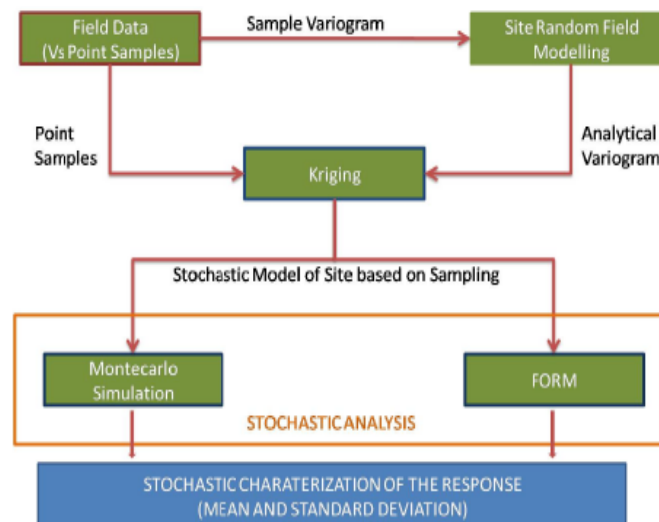 Field Data
(Vs Point Samples)
Sample Variogram
Site Random Field
Modelling
Point
Samples
Analytical
Variogram
Kriging
Stochastic Model of Site based on Sampling
Montecarlo
Simulation
FORM
STOCHASTIC ANALYSIS
STOCHASTIC CHARATERIZATION OF THE RESPONSE
(MEAN AND STANDARD DEVIATION)